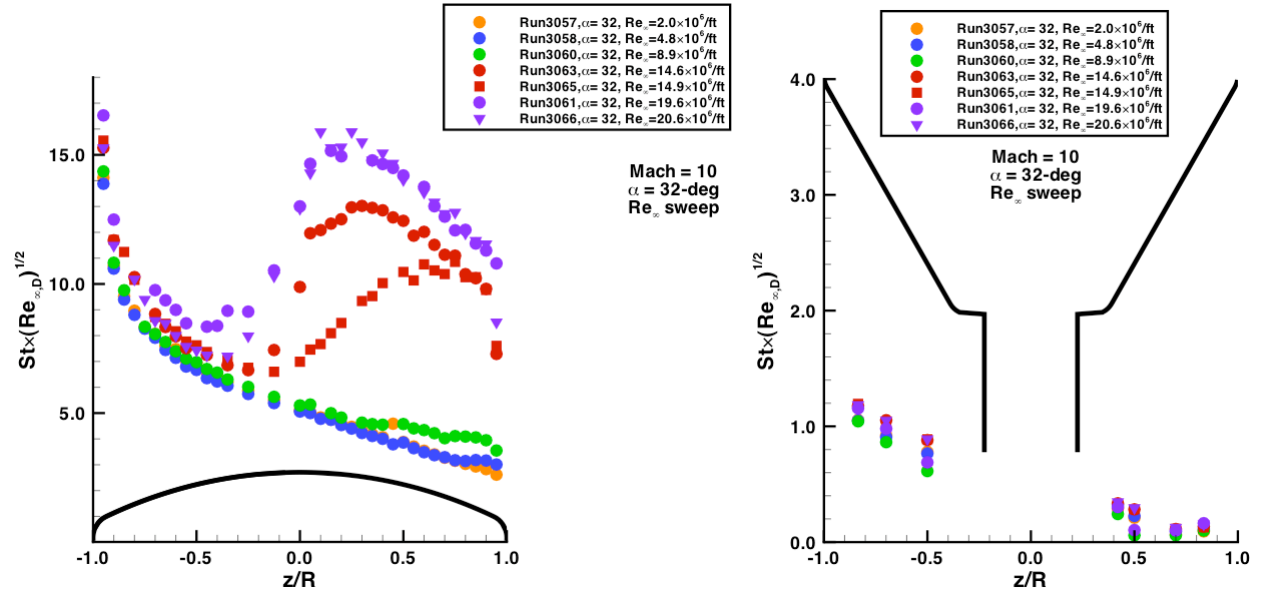 Run3057,α= 32, Re∞=2.0×10⁶/ft
Run3058,α= 32, Re∞=4.8×10⁶/ft
Run3060,α= 32, Re∞=8.9×10⁶/ft
Run3063,α= 32, Re∞=14.6×10⁶/ft
Run3065,α= 32, Re∞=14.9×10⁶/ft
Run3061,α= 32, Re∞=19.6×10⁶/ft
Run3066,α= 32, Re∞=20.6×10⁶/ft
Mach = 10
α = 32-deg
Re∞ sweep
15.0
10.0
5.0
St×(Re∞,D)¹/²
-1.0
-0.5
0.0
0.5
1.0
z/R
Run3057,α= 32, Re∞=2.0×10⁶/ft
Run3058,α= 32, Re∞=4.8×10⁶/ft
Run3060,α= 32, Re∞=8.9×10⁶/ft
Run3063,α= 32, Re∞=14.6×10⁶/ft
Run3065,α= 32, Re∞=14.9×10⁶/ft
Run3061,α= 32, Re∞=19.6×10⁶/ft
Run3066,α= 32, Re∞=20.6×10⁶/ft
Mach = 10
α = 32-deg
Re∞ sweep
4.0
3.0
2.0
1.0
0.0
St×(Re∞,D)¹/²
-1.0
-0.5
0.0
0.5
1.0
z/R